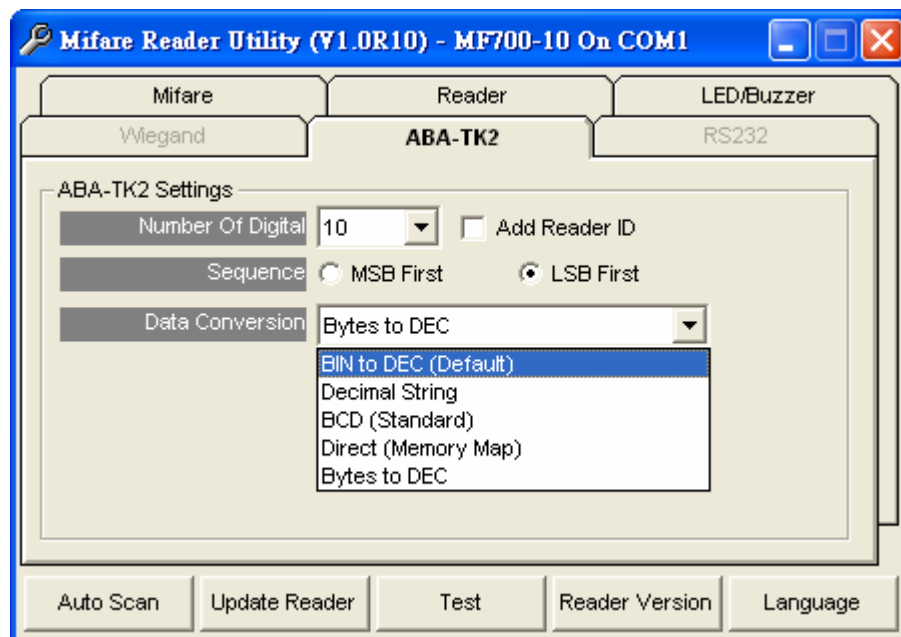 Mifare Reader Utility (V1.0R10) - MF700-10 On COM1
Mifare Reader LED/Buzzer
Wiegand ABA-TK2 RS232
ABA-TK2 Settings
Number Of Digital 10 Add Reader ID
Sequence MSB First LSB First
Data Conversion Bytes to DEC
BIN to DEC (Default)
Decimal String
BCD (Standard)
Direct (Memory Map)
Bytes to DEC
Auto Scan Update Reader Test Reader Version Language